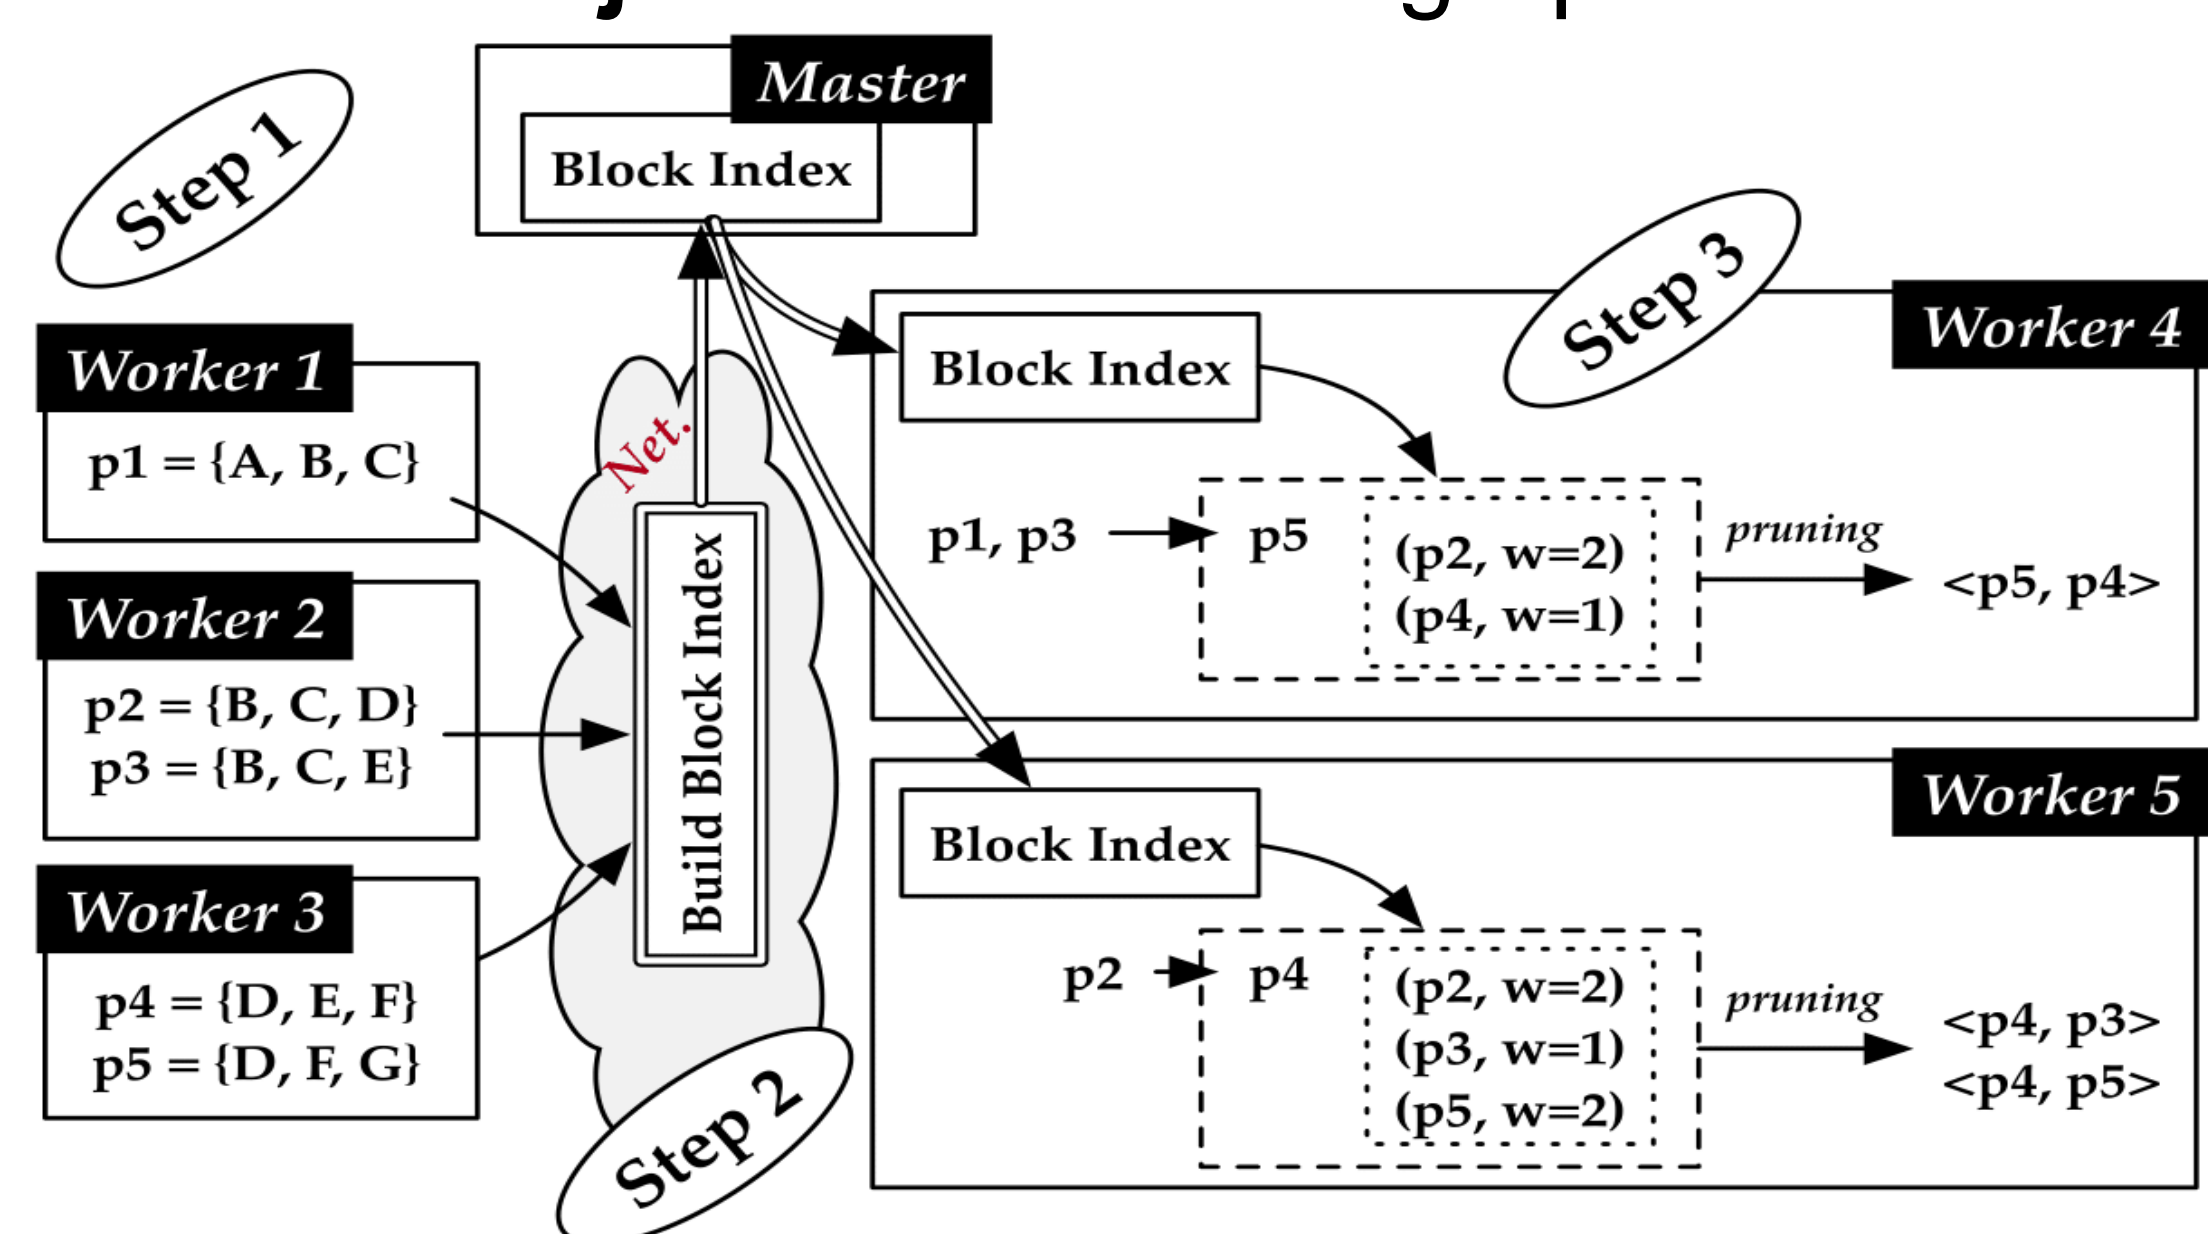 Step 1
Master
Block Index
Worker 1
p1 = {A, B, C}
Worker 2
p2 = {B, C, D}
p3 = {B, C, E}
Worker 3
p4 = {D, E, F}
p5 = {D, F, G}
Net.
Build Block Index
Step 2
Step 3
Worker 4
Block Index
p1, p3
p5
(p2, w=2)
(p4, w=1)
pruning
<p5, p4>
Worker 5
Block Index
p2
p4
(p2, w=2)
(p3, w=1)
(p5, w=2)
pruning
<p4, p3>
<p4, p5>